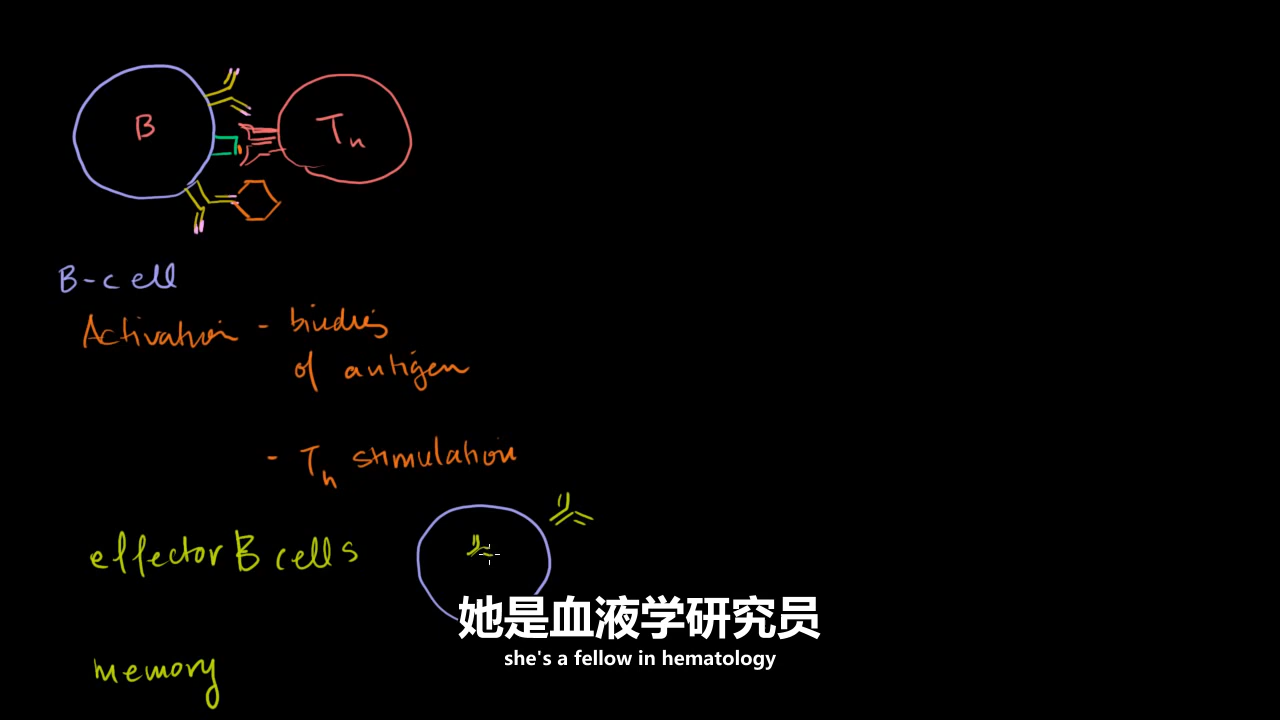 B
Th
B-cell
Activation - binding
of antigen
- Th stimulation
effector B cells
她是血液学研究员
she's a fellow in hematology
memory